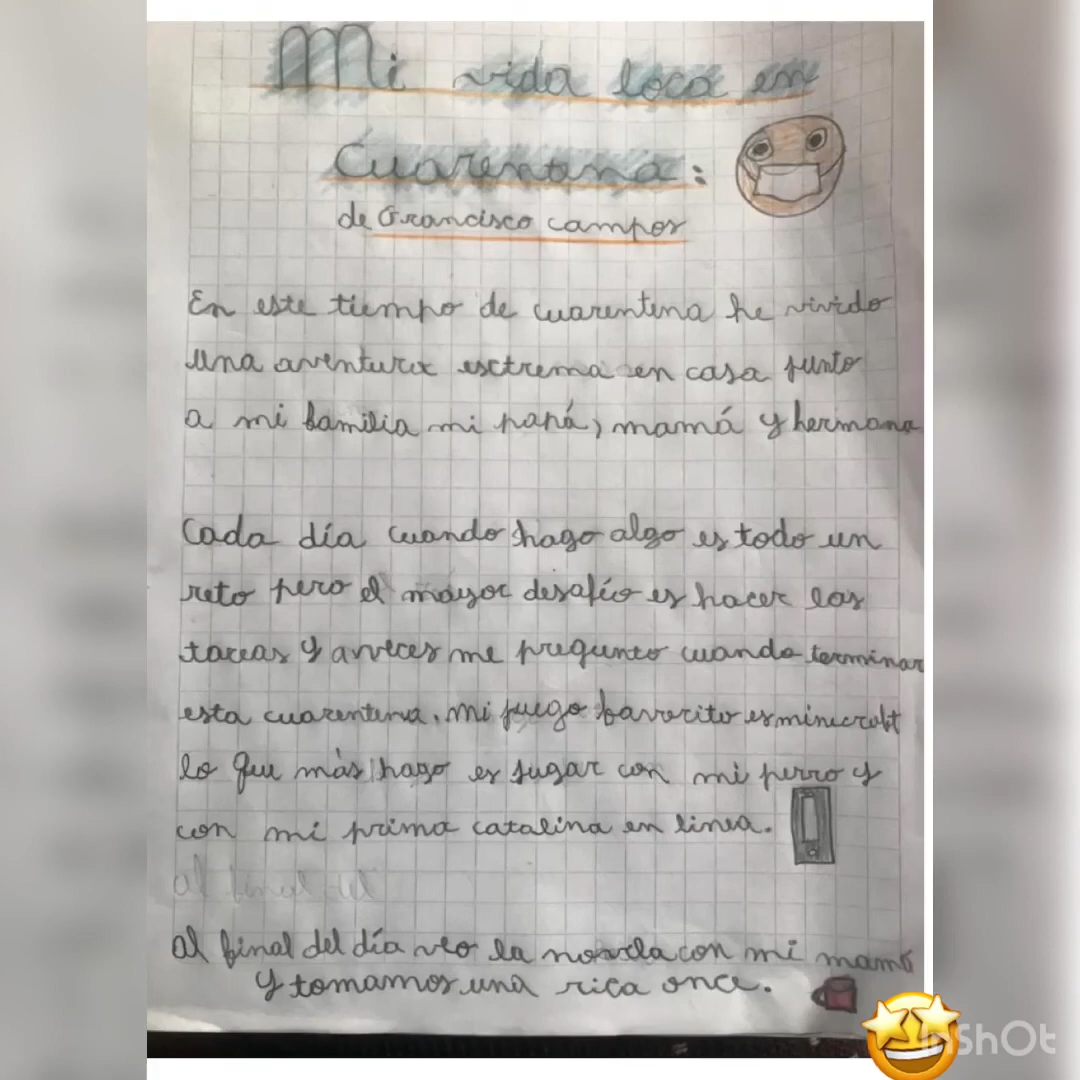 Mi vida loca en
Cuarentena:
de Francisco campos
En este tiempo de cuarentena he vivido
una aventura esctrema en casa junto
a mi familia mi papá, mamá y hermana
Cada día cuando hago algo es todo un
reto pero el mayor desafío es hacer las
tareas y aveces me pregunto cuando terminar
esta cuarentena. mi juego favorito es minecraft
lo que más hago es jugar con mi perro y
con mi prima catalina en linea.
al final del
al final del día veo la novela con mi mamá
y tomamos una rica once.
InShOt